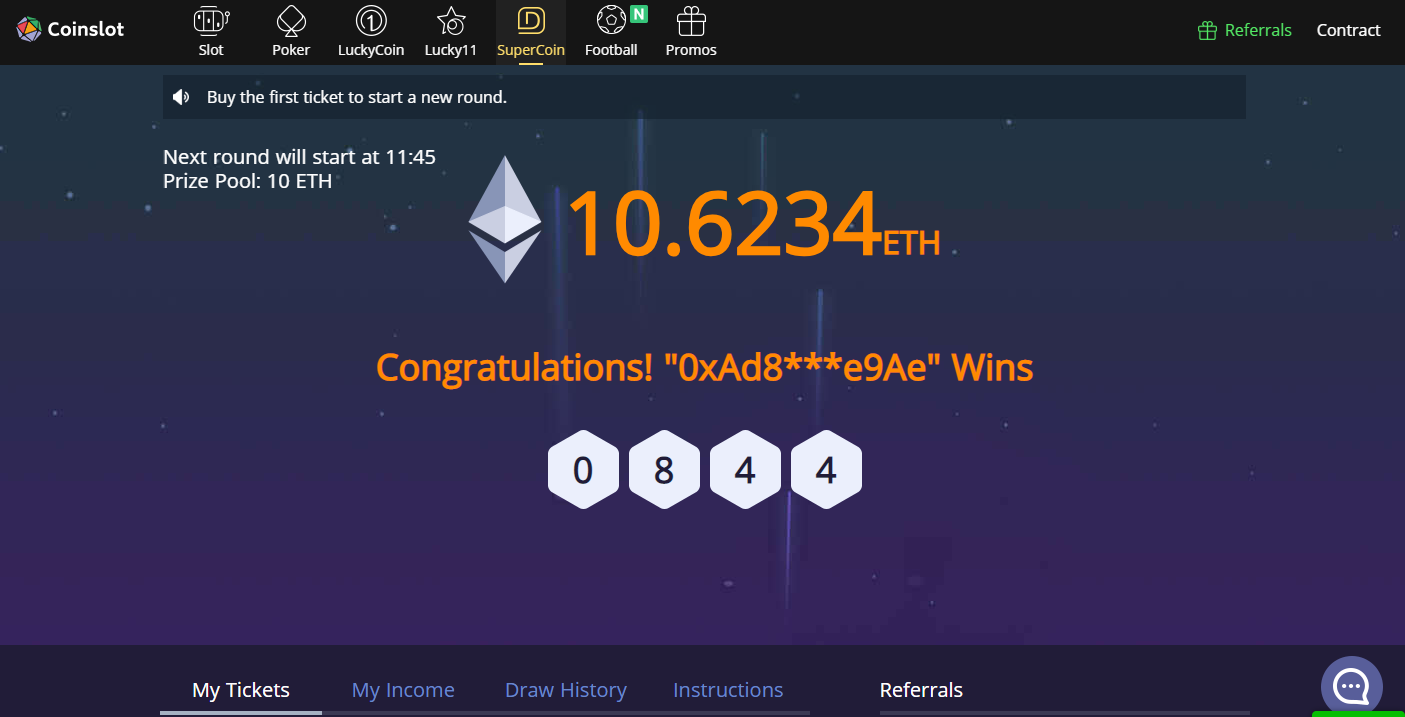 Coinslot
Slot
Poker
LuckyCoin
Lucky11
SuperCoin
N
Football
Promos
Referrals
Contract
Buy the first ticket to start a new round.
Next round will start at 11:45
Prize Pool: 10 ETH
10.6234 ETH
Congratulations! "0xAd8***e9Ae" Wins
0 8 4 4
My Tickets
My Income
Draw History
Instructions
Referrals